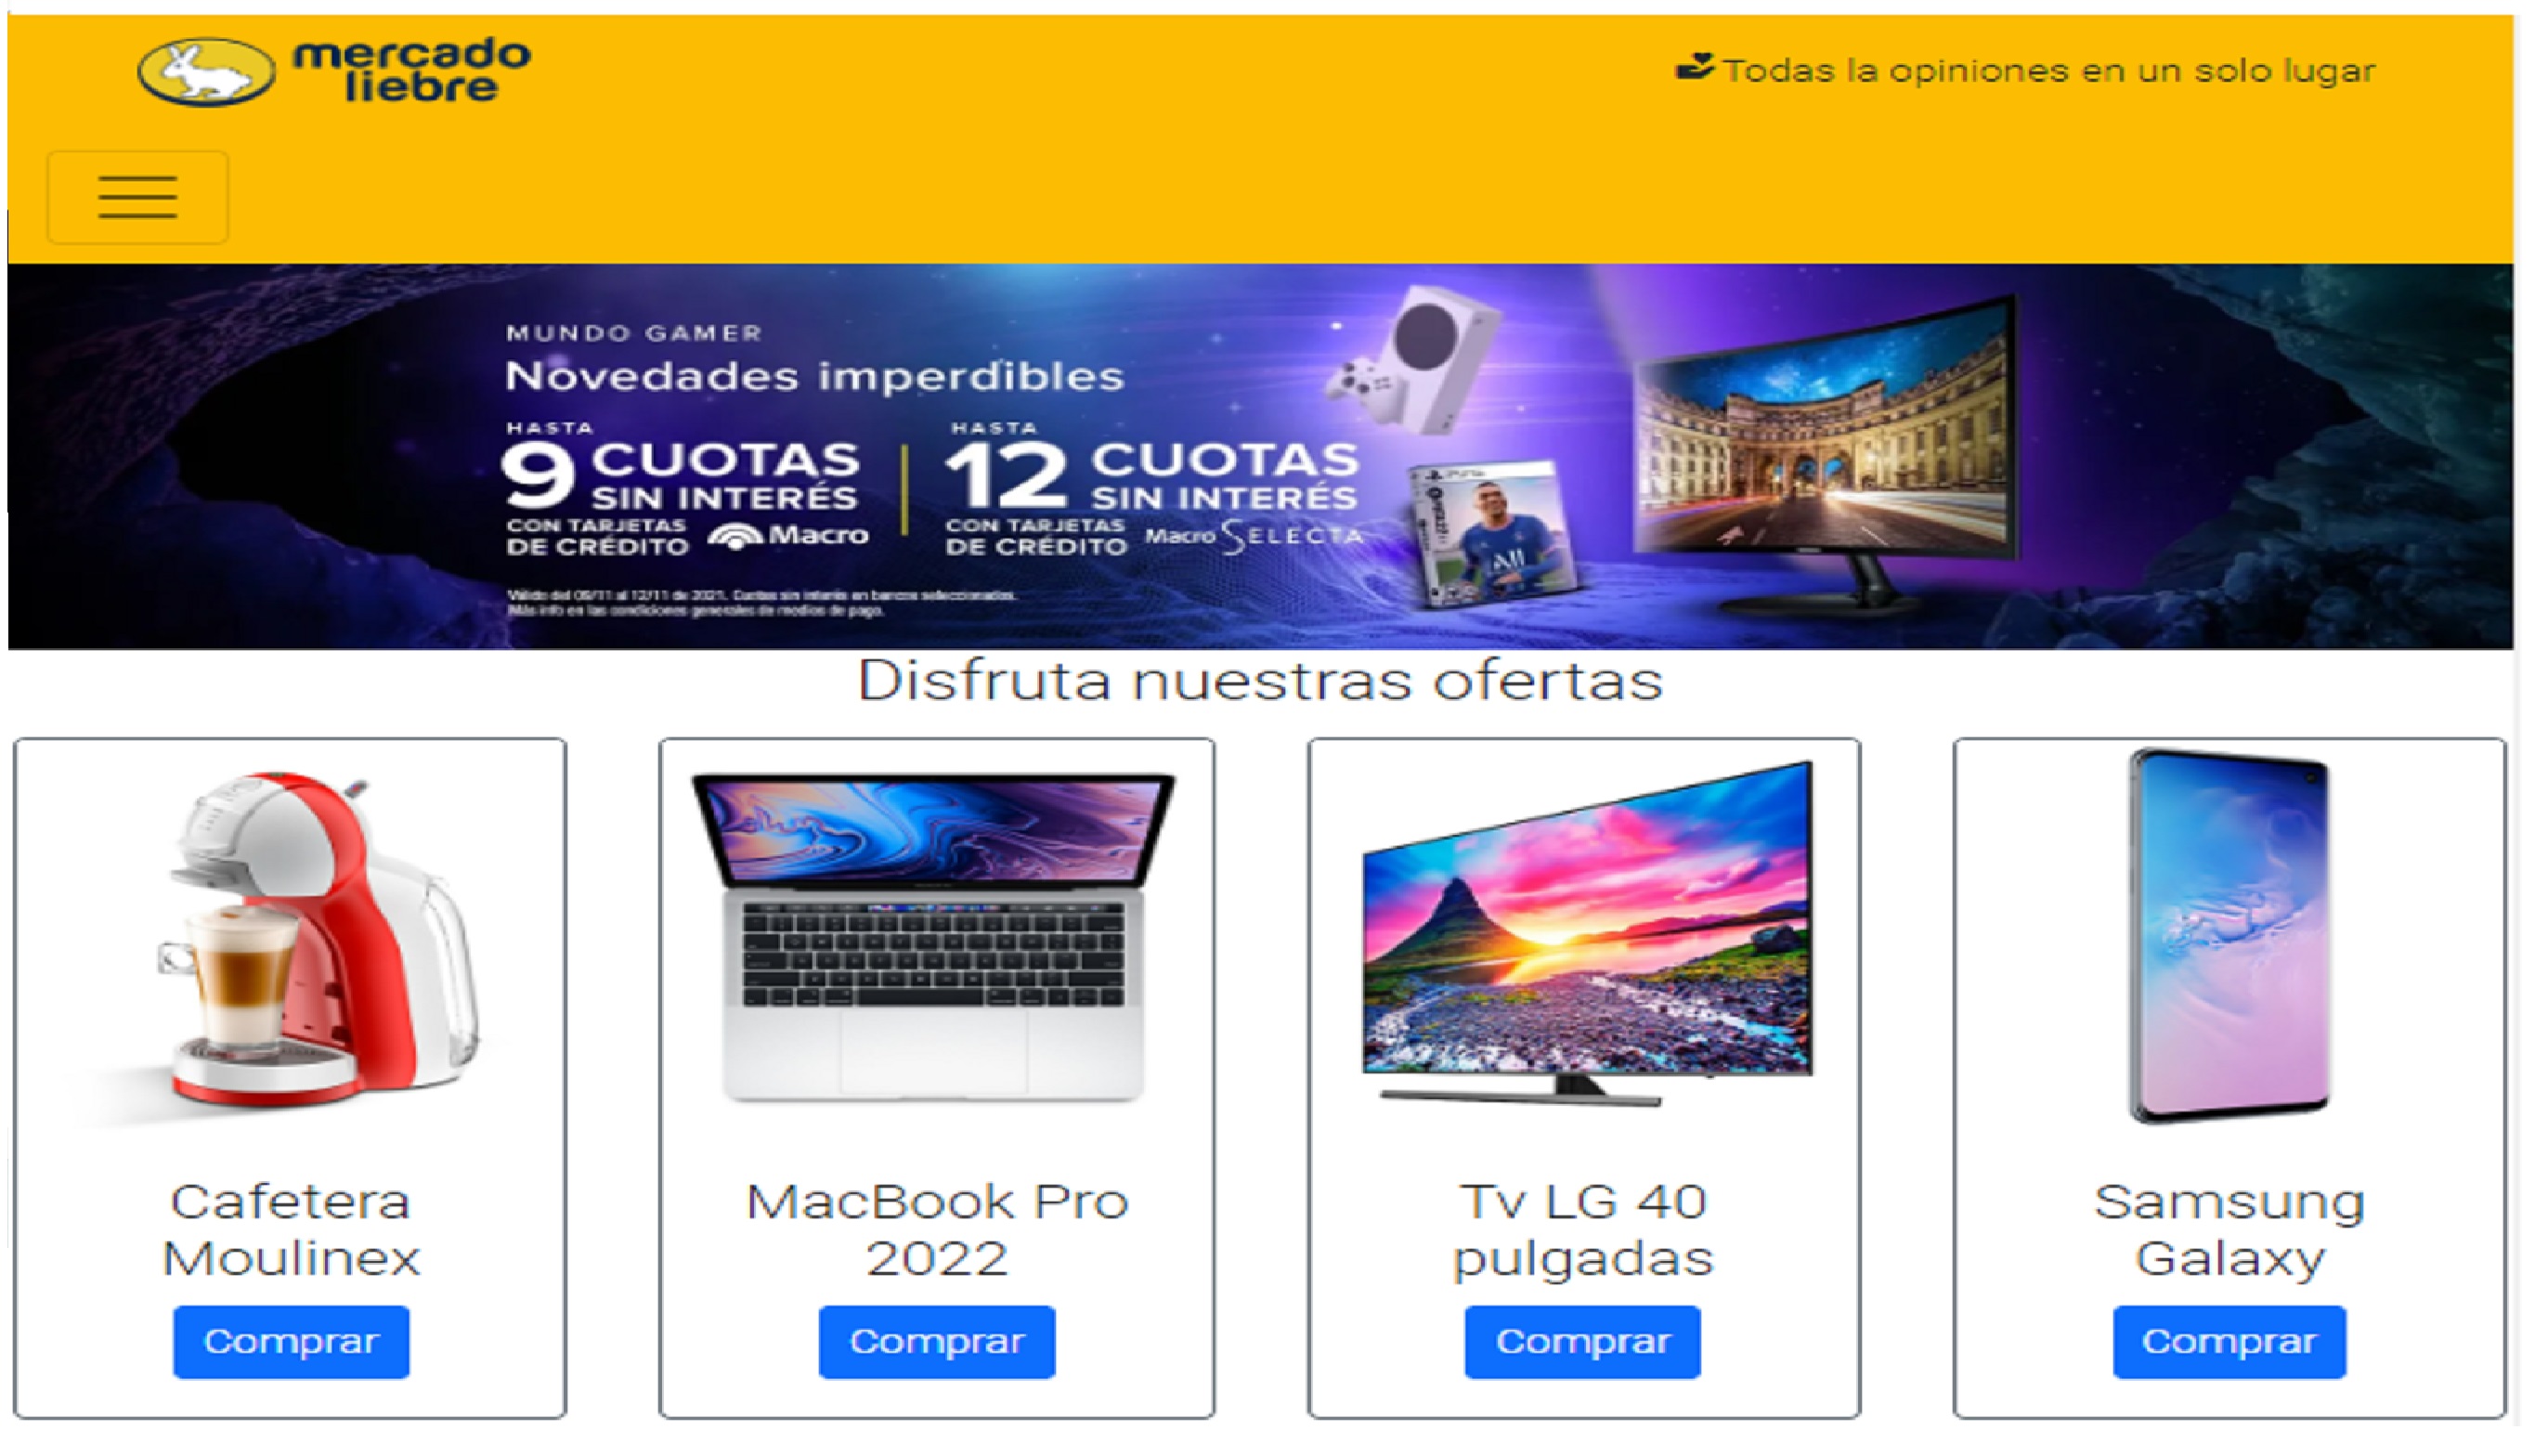 mercado
liebre
Todas la opiniones en un solo lugar
MUNDO GAMER
Novedades imperdibles
HASTA
9 CUOTAS
SIN INTERÉS
CON TARJETAS
DE CRÉDITO Macro
HASTA
12 CUOTAS
SIN INTERÉS
CON TARJETAS
DE CRÉDITO Macro SELECTA
Válido del 09/11 al 12/11 de 2021. Cuotas sin interés en bancos seleccionados.
Más info en las condiciones generales de medios de pago.
Disfruta nuestras ofertas
Cafetera
Moulinex
Comprar
MacBook Pro
2022
Comprar
Tv LG 40
pulgadas
Comprar
Samsung
Galaxy
Comprar